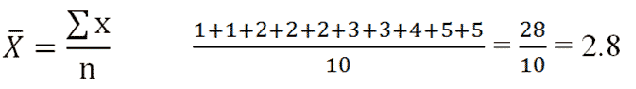 X̄ = ∑x / n    1+1+2+2+2+3+3+4+5+5 / 10 = 28 / 10 = 2.8